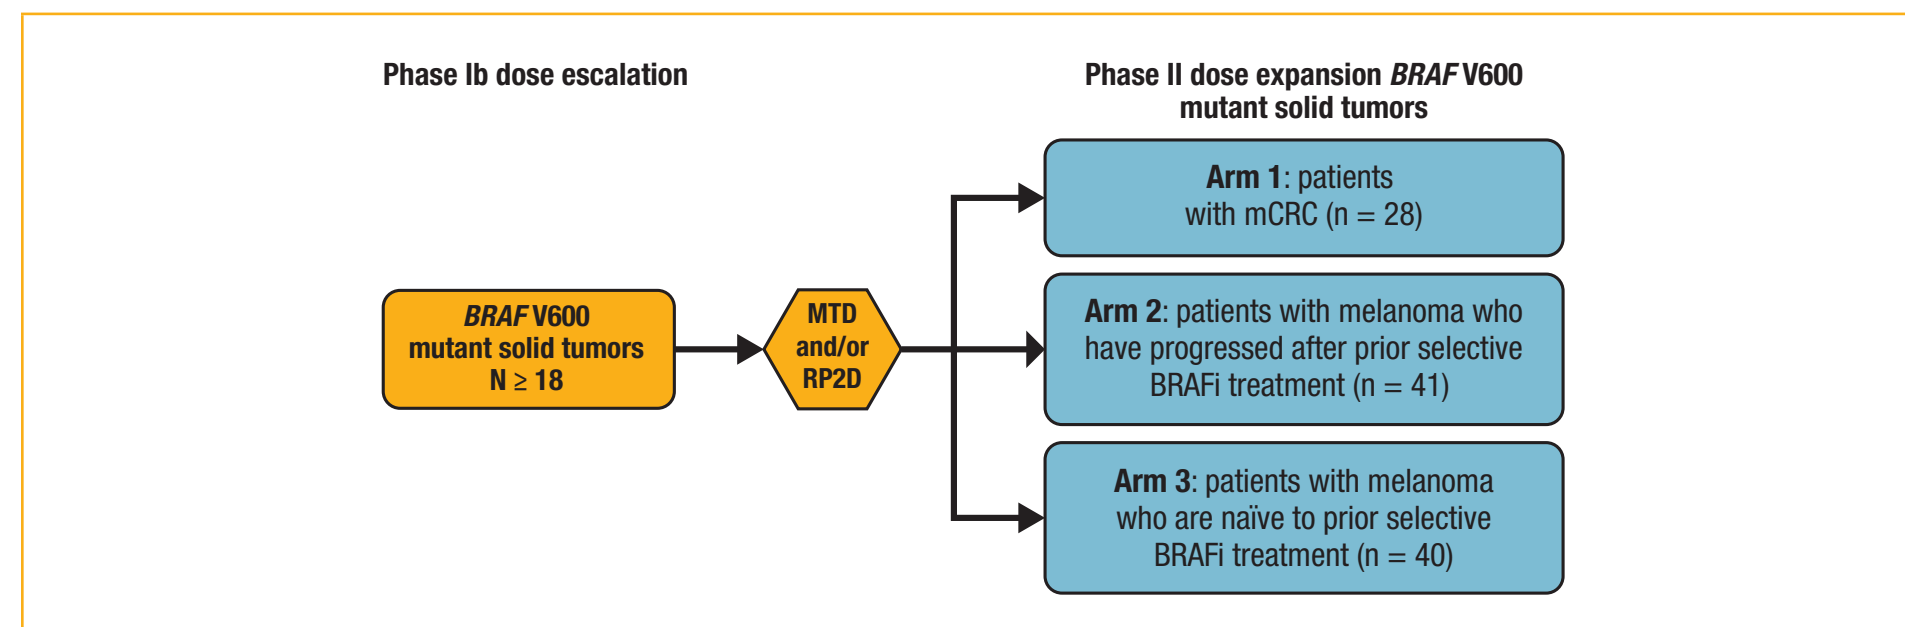 Phase Ib dose escalation
Phase II dose expansion BRAF V600
mutant solid tumors
BRAF V600
mutant solid tumors
N ≥ 18
MTD
and/or
RP2D
Arm 1: patients
with mCRC (n = 28)
Arm 2: patients with melanoma who
have progressed after prior selective
BRAFi treatment (n = 41)
Arm 3: patients with melanoma
who are naïve to prior selective
BRAFi treatment (n = 40)